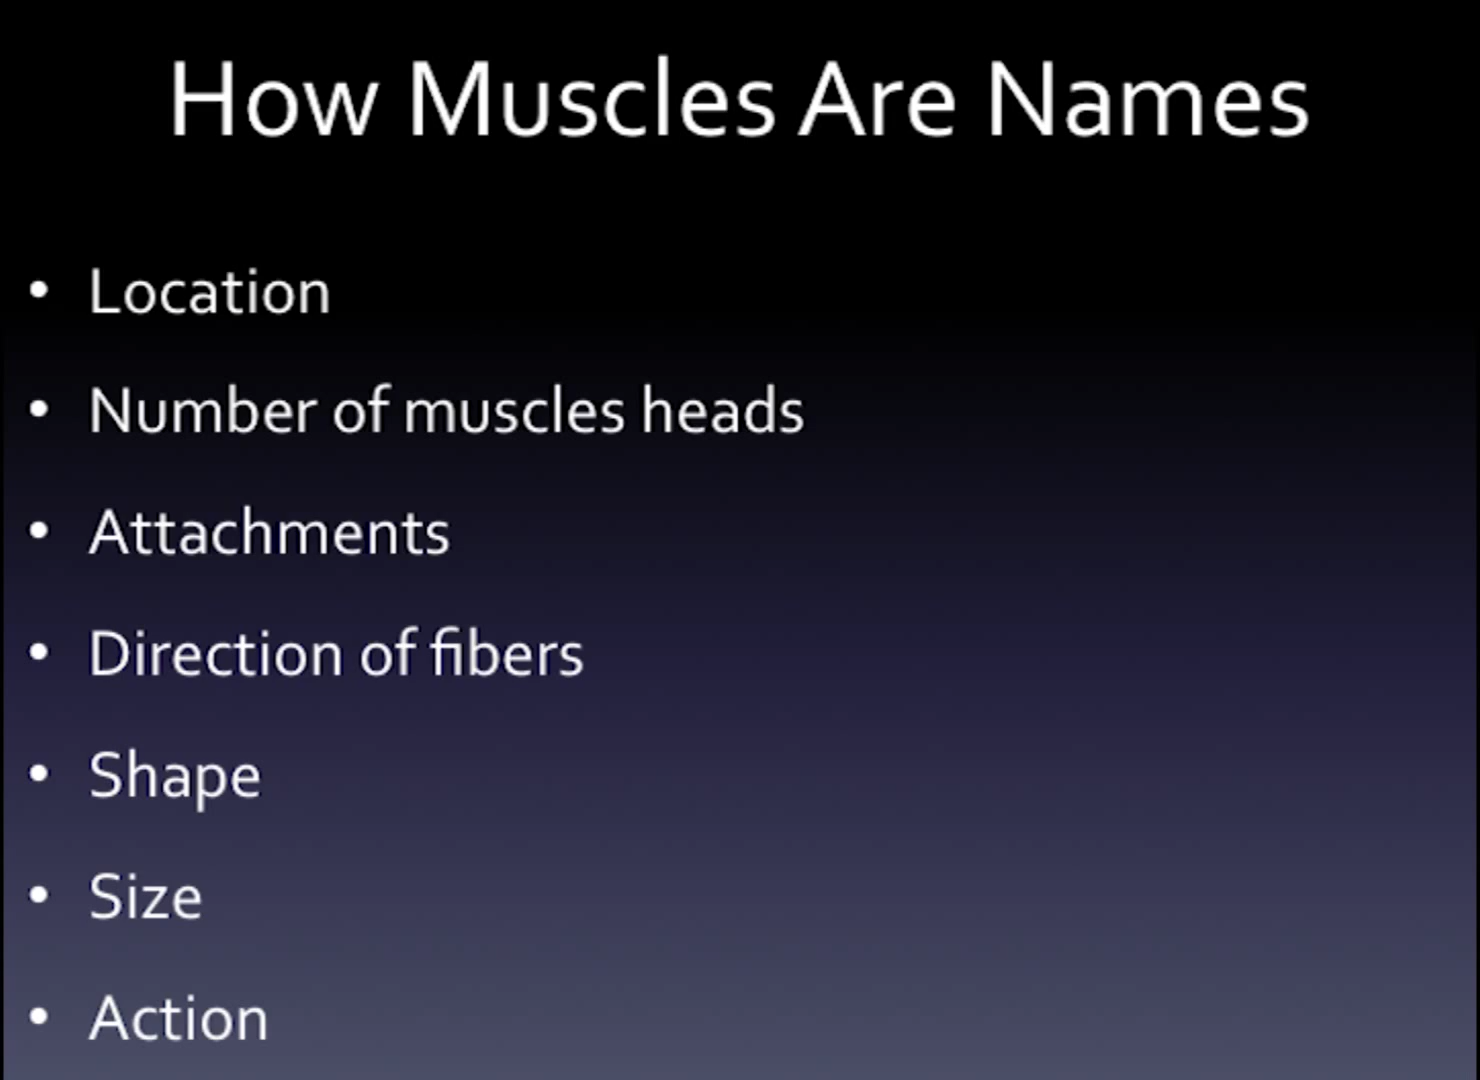 How Muscles Are Names
• Location
• Number of muscles heads
• Attachments
• Direction of fibers
• Shape
• Size
• Action